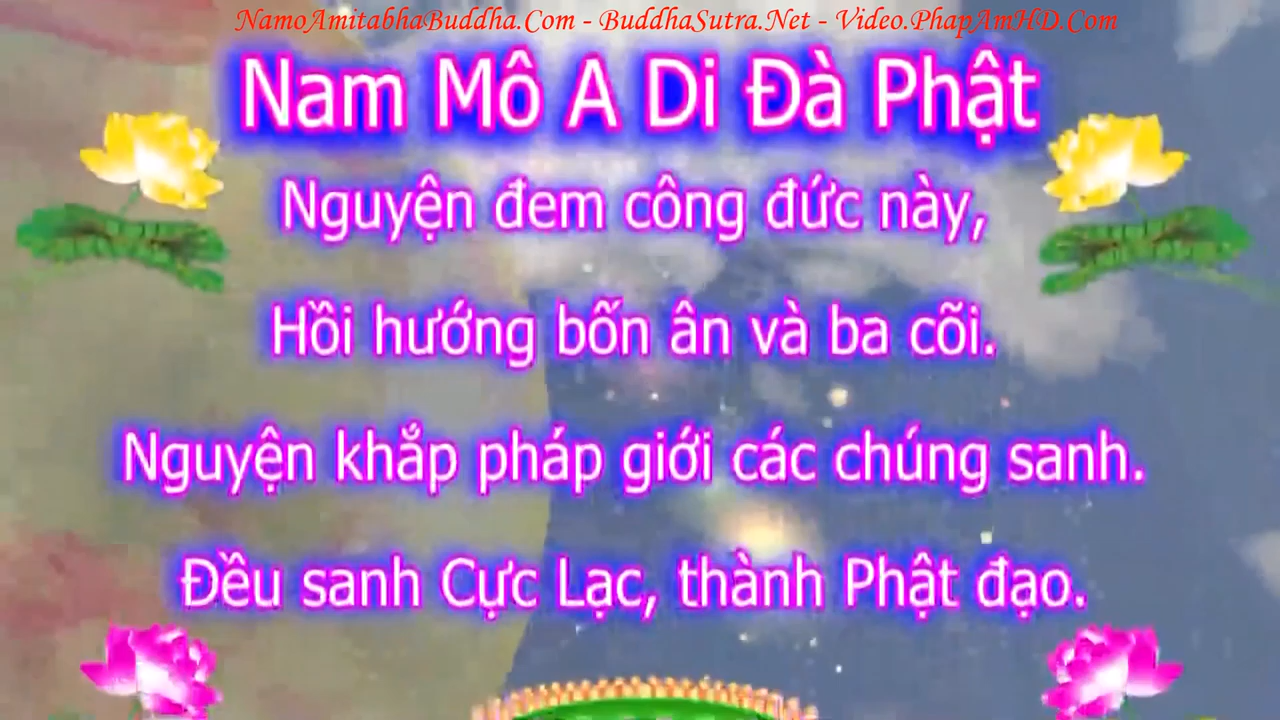 NamoAmitabhaBuddha.Com - BuddhaSutra.Net - Video.PhapAmHD.Com
Nam Mô A Di Đà Phật
Nguyện đem công đức này,
Hồi hướng bốn ân và ba cõi.
Nguyện khắp pháp giới các chúng sanh.
Đều sanh Cực Lạc, thành Phật đạo.